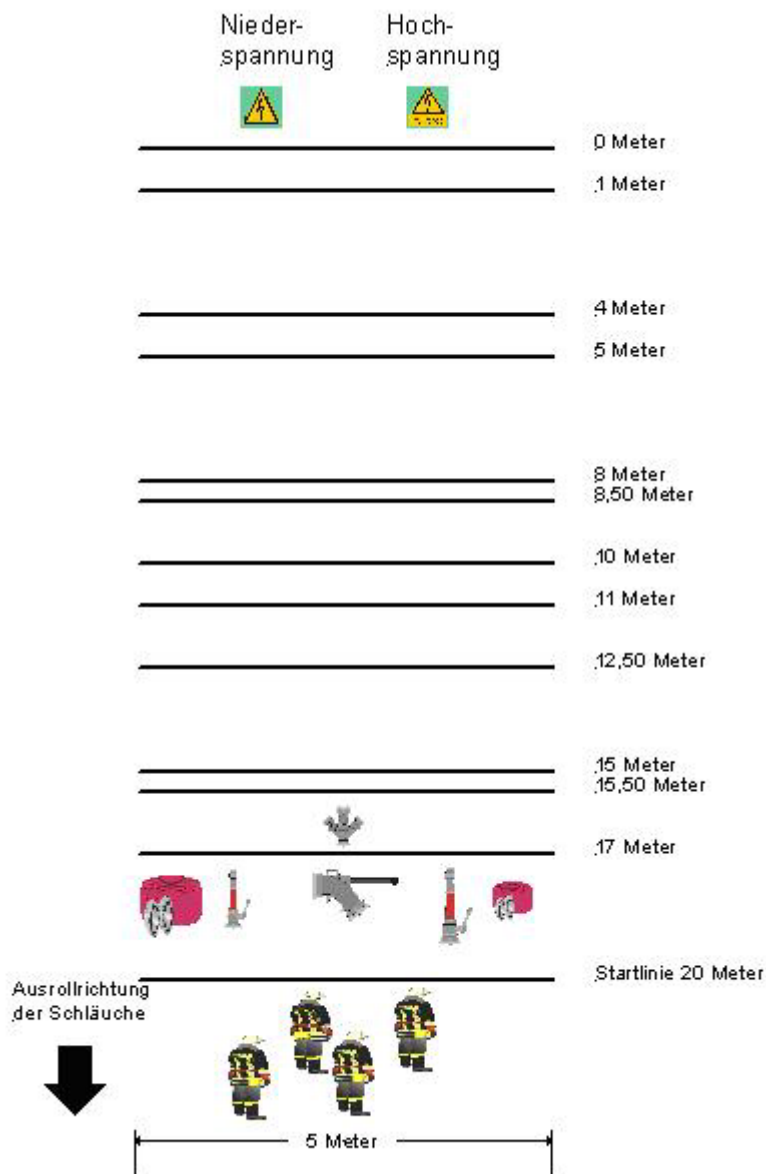 Nieder-
spannung
Hoch-
spannung
0 Meter
1 Meter
4 Meter
5 Meter
8 Meter
8,50 Meter
10 Meter
11 Meter
12,50 Meter
15 Meter
15,50 Meter
17 Meter
Startlinie 20 Meter
Ausrollrichtung
der Schläuche
5 Meter